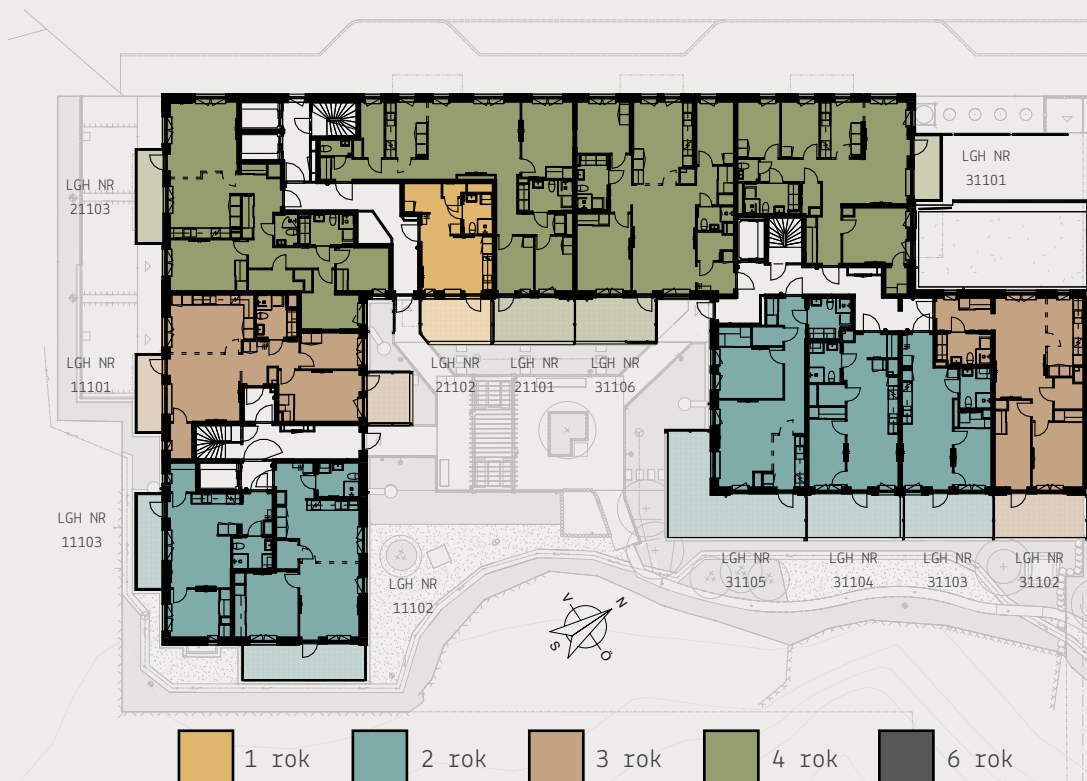 LGH NR
31101
LGH NR
21103
LGH NR
11101
LGH NR
21102
LGH NR
21101
LGH NR
31106
LGH NR
11103
LGH NR
11102
LGH NR
31105
LGH NR
31104
LGH NR
31103
LGH NR
31102
V
N
S
Ö
1 rok
2 rok
3 rok
4 rok
6 rok